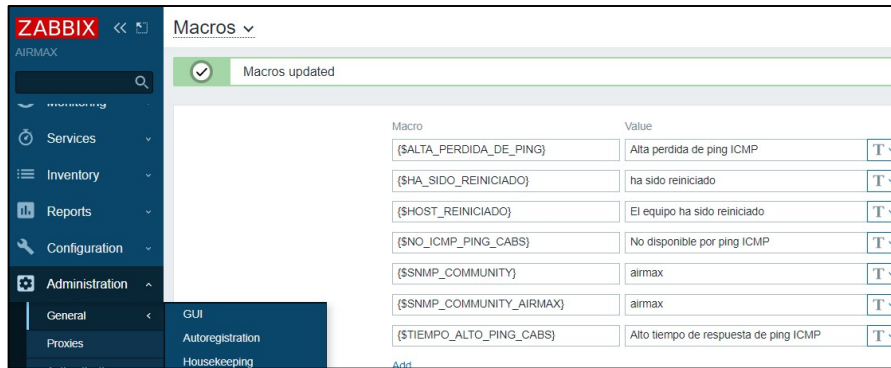 ZABBIX
Macros
AIRMAX
Macros updated
Monitoring
Services
Inventory
Reports
Configuration
Administration
General
Proxies
GUI
Autoregistration
Housekeeping
Macro Value
{$ALTA_PERDIDA_DE_PING} Alta perdida de ping ICMP T
{$HA_SIDO_REINICIADO} ha sido reiniciado T
{$HOST_REINICIADO} El equipo ha sido reiniciado T
{$NO_ICMP_PING_CABS} No disponible por ping ICMP T
{$SNMP_COMMUNITY} airmax T
{$SNMP_COMMUNITY_AIRMAX} airmax T
{$TIEMPO_ALTO_PING_CABS} Alto tiempo de respuesta de ping ICMP T
Add